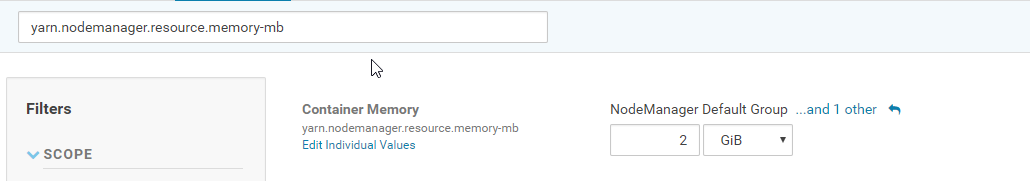 yarn.nodemanager.resource.memory-mb
Filters
SCOPE
Container Memory
yarn.nodemanager.resource.memory-mb
Edit Individual Values
NodeManager Default Group ...and 1 other
2 GiB